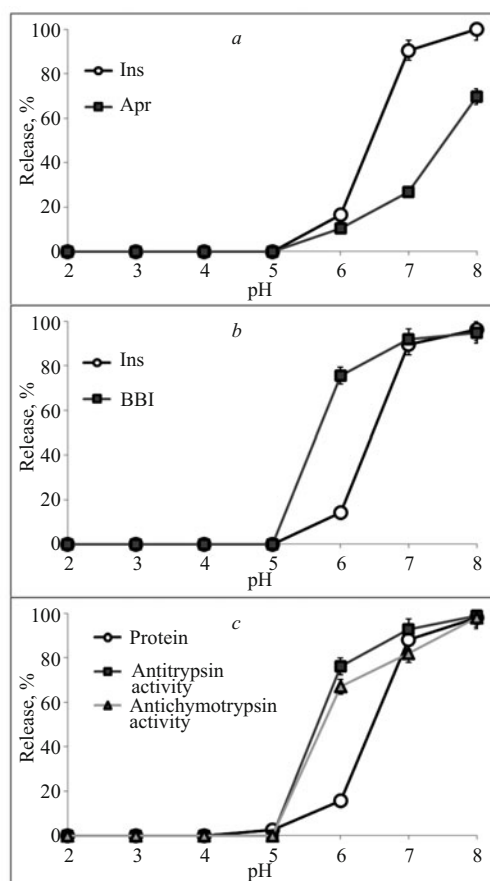 a
100
80
60
40
20
0
Release, %
Ins
Apr
2 3 4 5 6 7 8
pH
b
100
80
60
40
20
0
Release, %
Ins
BBI
2 3 4 5 6 7 8
pH
c
100
80
60
40
20
0
Release, %
Protein
Antitrypsin
activity
Antichymotrypsin
activity
2 3 4 5 6 7 8
pH